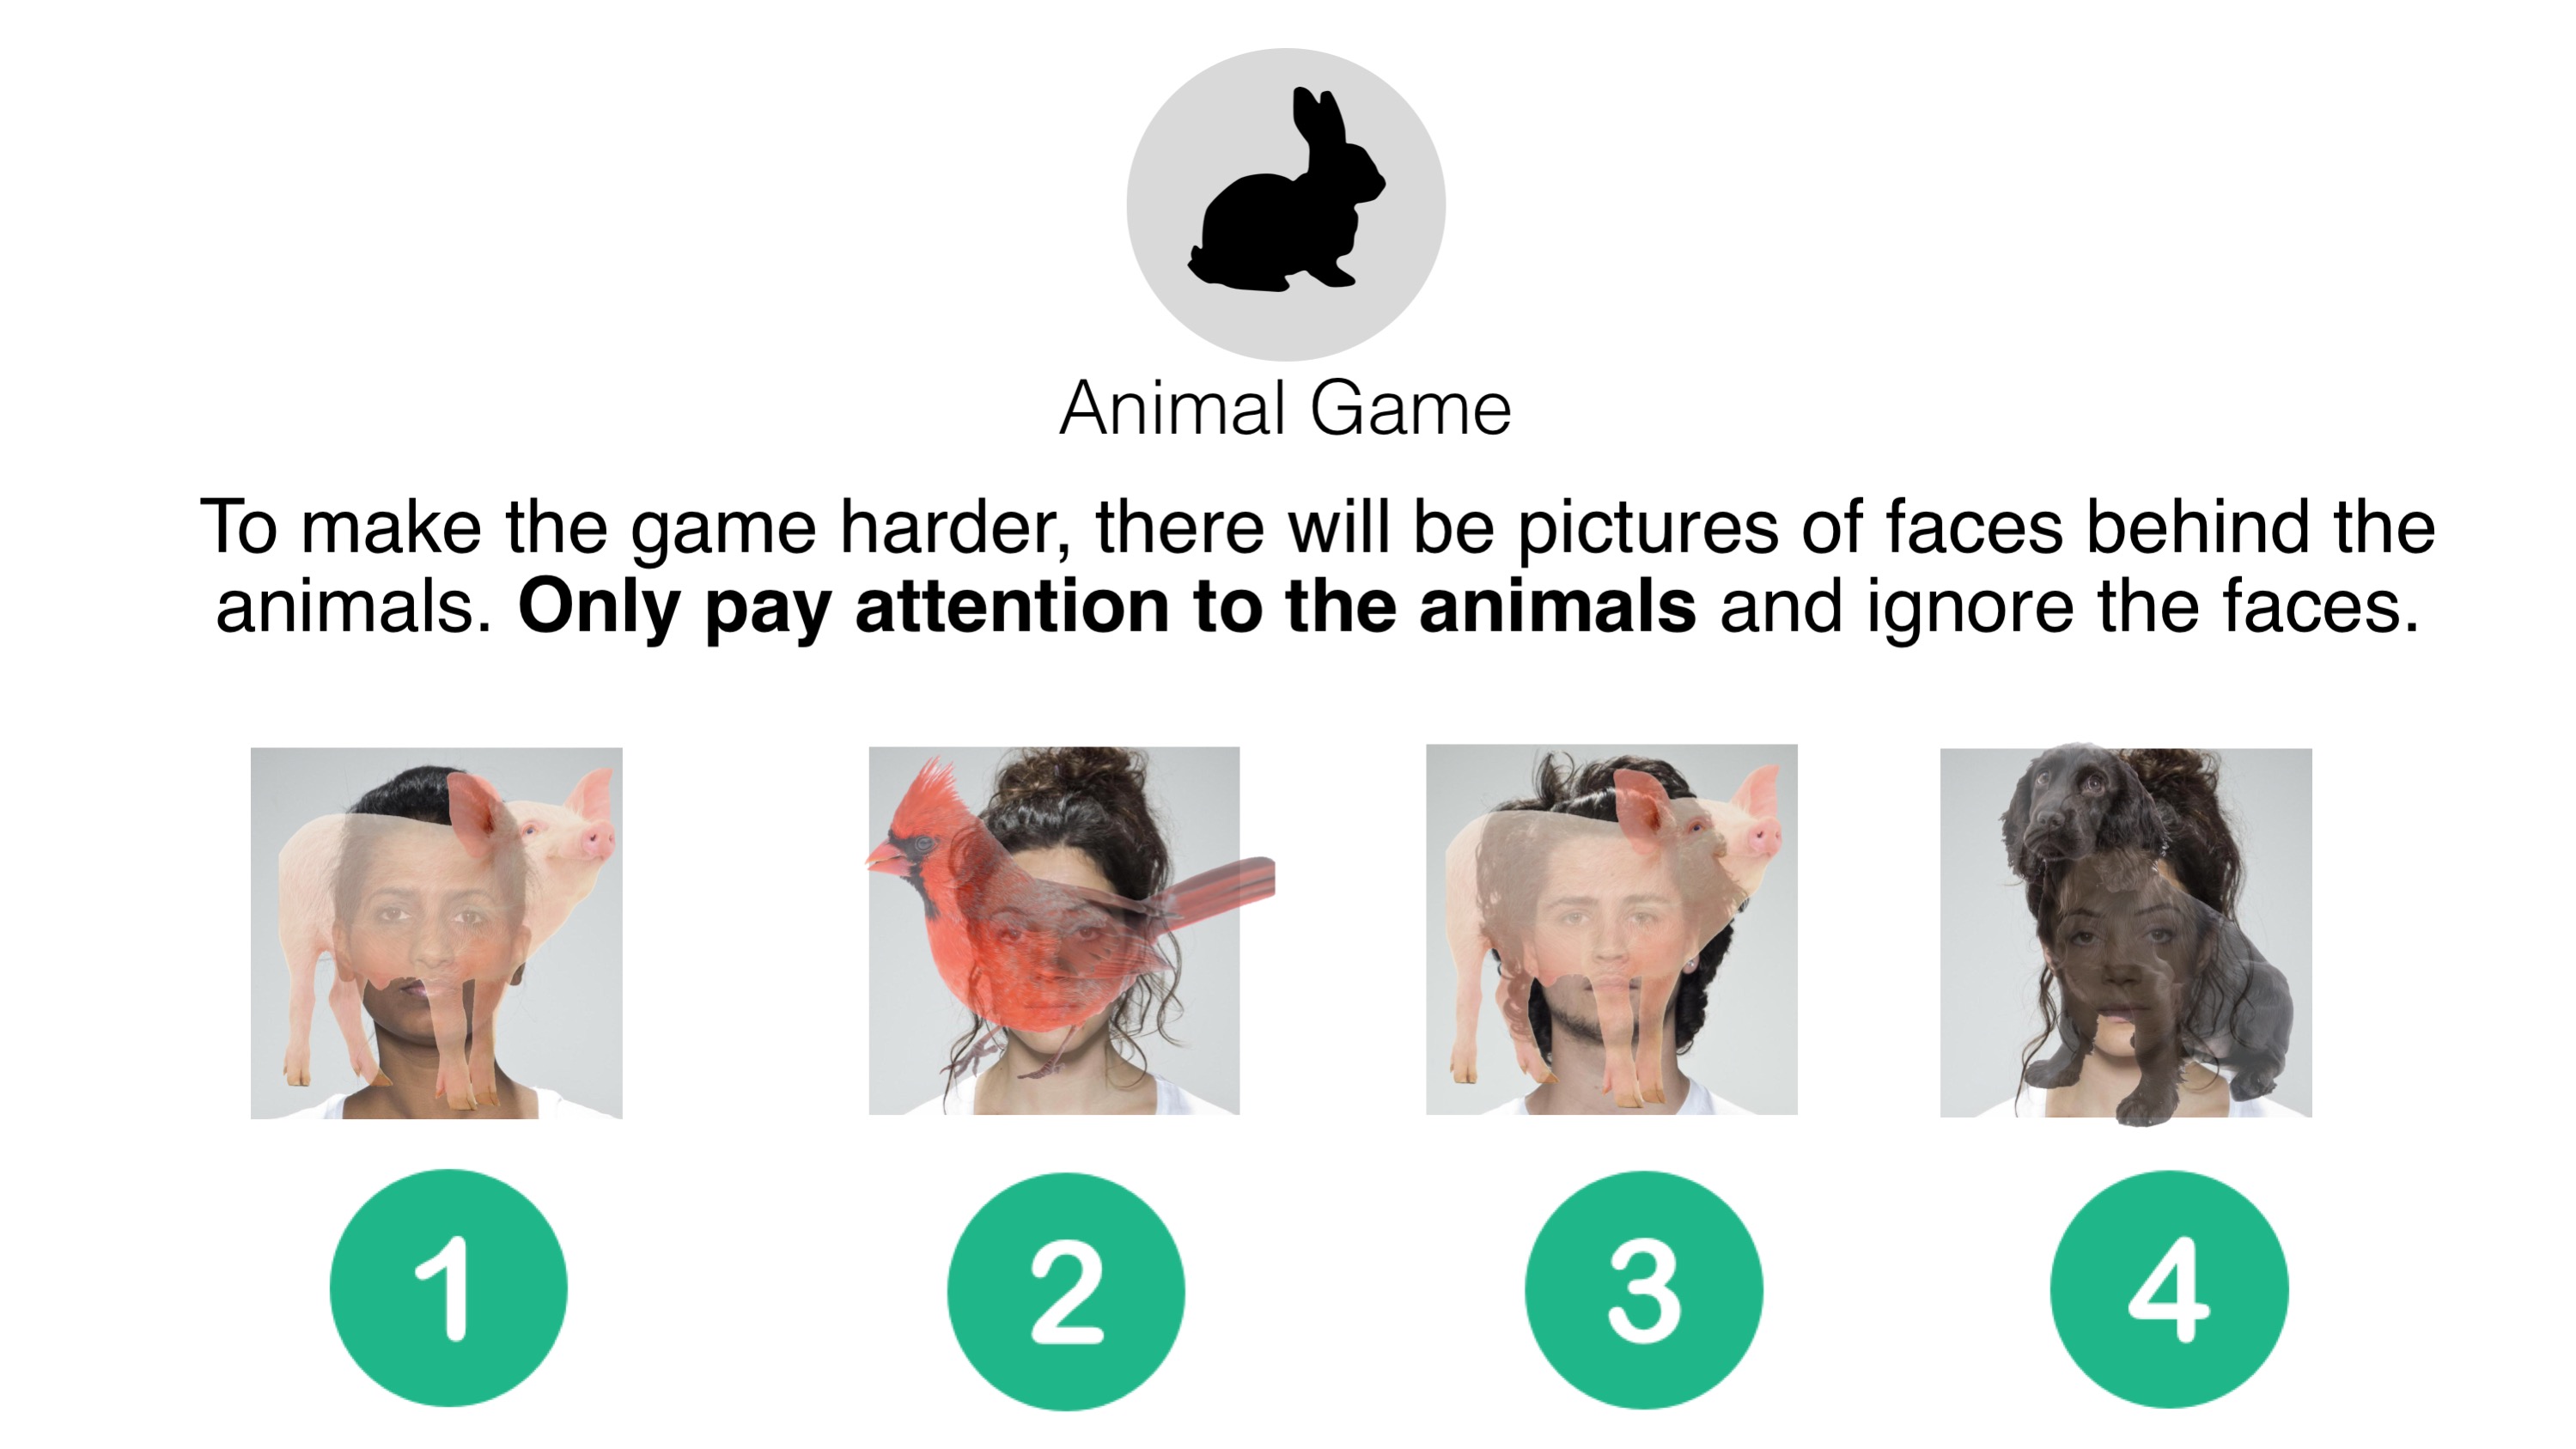 Animal Game
To make the game harder, there will be pictures of faces behind the
animals. Only pay attention to the animals and ignore the faces.
1
2
3
4